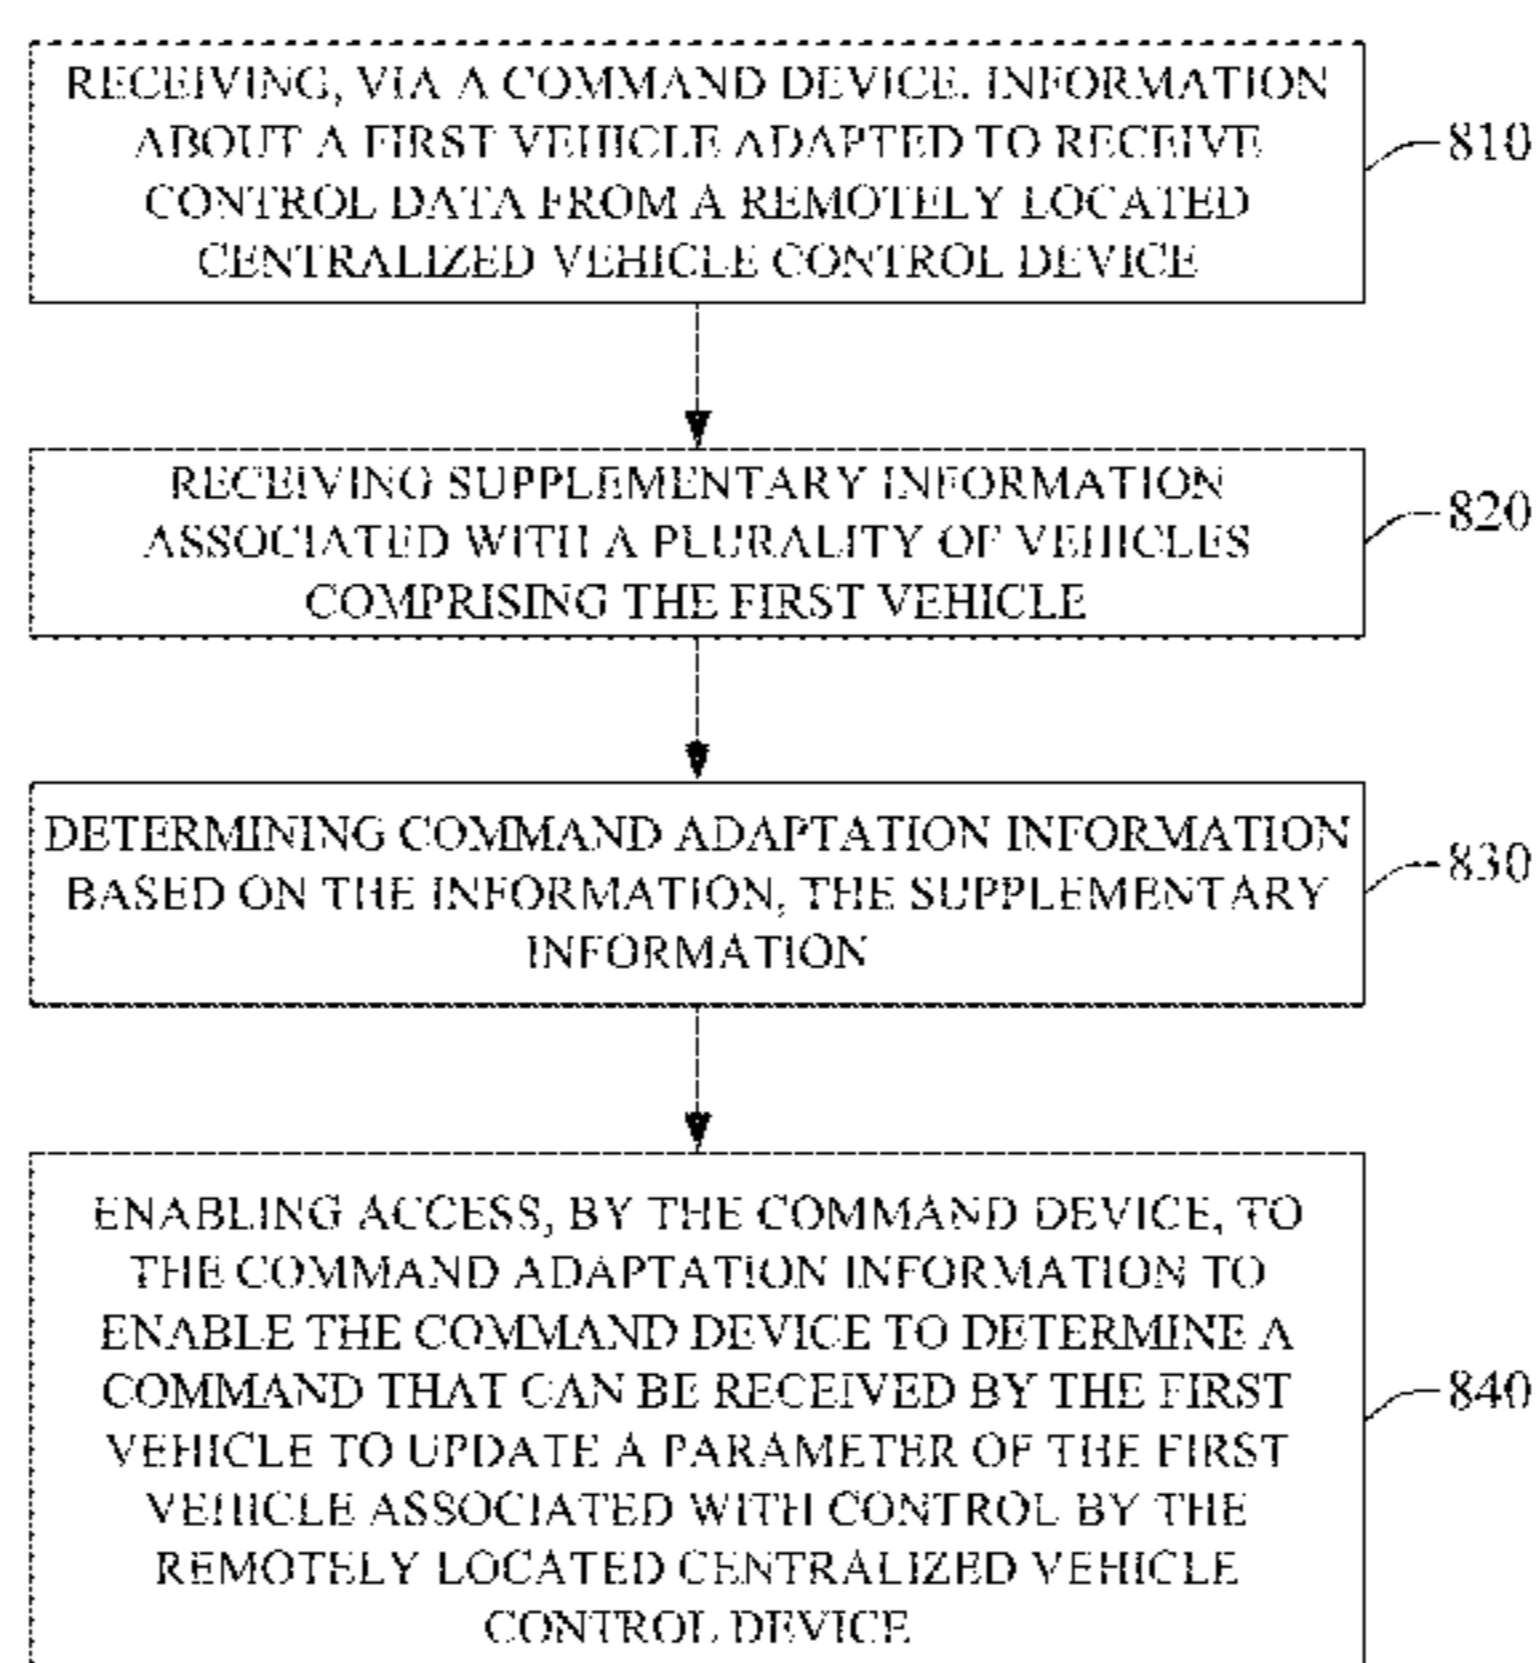 RECEIVING, VIA A COMMAND DEVICE, INFORMATION
ABOUT A FIRST VEHICLE ADAPTED TO RECEIVE
CONTROL DATA FROM A REMOTELY LOCATED
CENTRALIZED VEHICLE CONTROL DEVICE
810
RECEIVING SUPPLEMENTARY INFORMATION
ASSOCIATED WITH A PLURALITY OF VEHICLES
COMPRISING THE FIRST VEHICLE
820
DETERMINING COMMAND ADAPTATION INFORMATION
BASED ON THE INFORMATION, THE SUPPLEMENTARY
INFORMATION
830
ENABLING ACCESS, BY THE COMMAND DEVICE, TO
THE COMMAND ADAPTATION INFORMATION TO
ENABLE THE COMMAND DEVICE TO DETERMINE A
COMMAND THAT CAN BE RECEIVED BY THE FIRST
VEHICLE TO UPDATE A PARAMETER OF THE FIRST
VEHICLE ASSOCIATED WITH CONTROL BY THE
REMOTELY LOCATED CENTRALIZED VEHICLE
CONTROL DEVICE
840